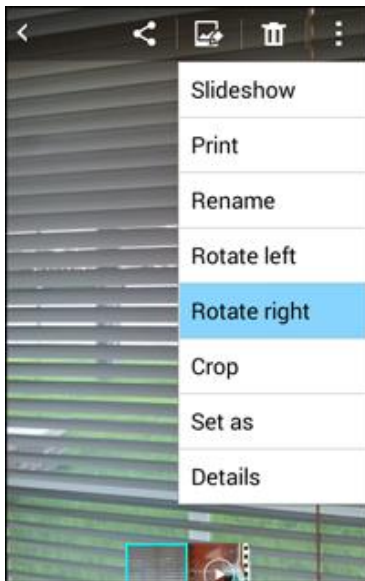 Slideshow
Print
Rename
Rotate left
Rotate right
Crop
Set as
Details